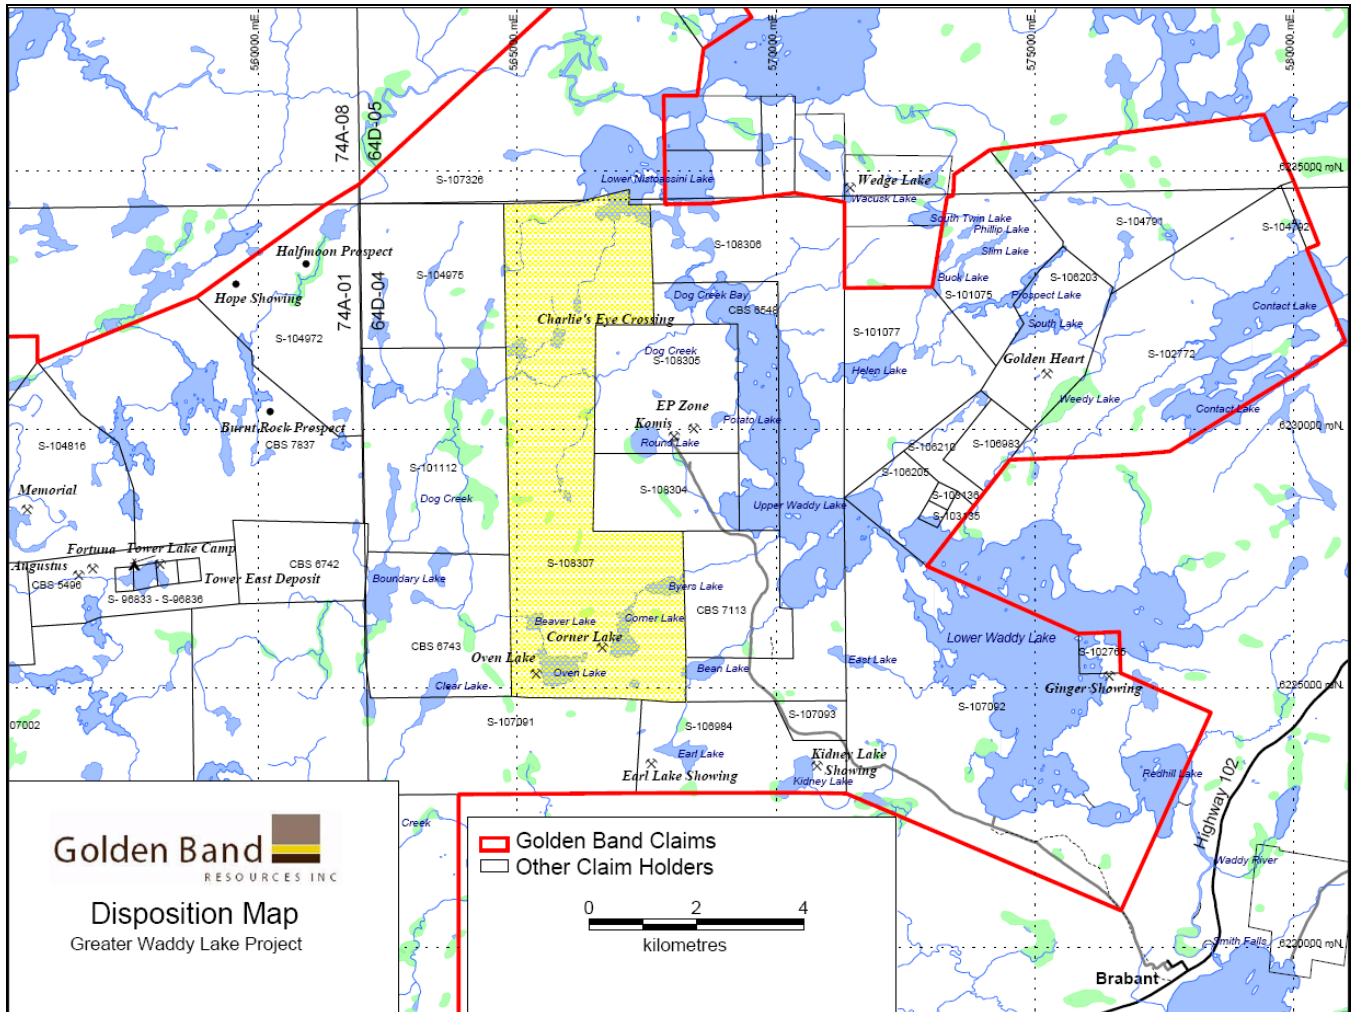 560000 mE
565000 mE
570000 mE
575000 mE
580000 mE
74A-08
64D-05
S-107326
Lower Nistoassini Lake
Wedge Lake
Wacusk Lake
6235000 mN
South Twin Lake
Phillip Lake
S-104791
S-104792
Halfmoon Prospect
S-108306
Slim Lake
Hope Showing
74A-01
64D-04
S-104975
Buck Lake
S-106203
Dog Creek Bay
CBS 6548
S-101075
Prospect Lake
Contact Lake
Charlie's Eye Crossing
South Lake
S-104972
S-101077
Dog Creek
S-108305
Golden Heart
S-102772
Helen Lake
EP Zone
Komis
Potato Lake
Weedy Lake
Contact Lake
Burnt Rock Prospect
CBS 7837
6230000 mN
S-104816
Round Lake
S-106210
S-106983
S-101112
S-106205
Memorial
Dog Creek
S-108304
S-103136
Upper Waddy Lake
S-103135
Fortuna
Tower Lake Camp
Augustus
CBS 5496
Tower East Deposit
CBS 6742
S- 96833 - S-96836
Boundary Lake
S-108307
Byers Lake
CBS 7113
Beaver Lake
Corner Lake
Corner Lake
Lower Waddy Lake
CBS 6743
Oven Lake
Oven Lake
Bean Lake
East Lake
S-102765
Clear Lake
Ginger Showing
6225000 mN
07002
S-107091
S-106984
S-107093
S-107092
Earl Lake
Earl Lake Showing
Kidney Lake
Showing
Kidney Lake
Redhill Lake
Creek
Highway 102
Waddy River
Smith Falls
6220000 mN
Brabant
Golden Band
RESOURCES INC
Disposition Map
Greater Waddy Lake Project
Golden Band Claims
Other Claim Holders
0 2 4
kilometres